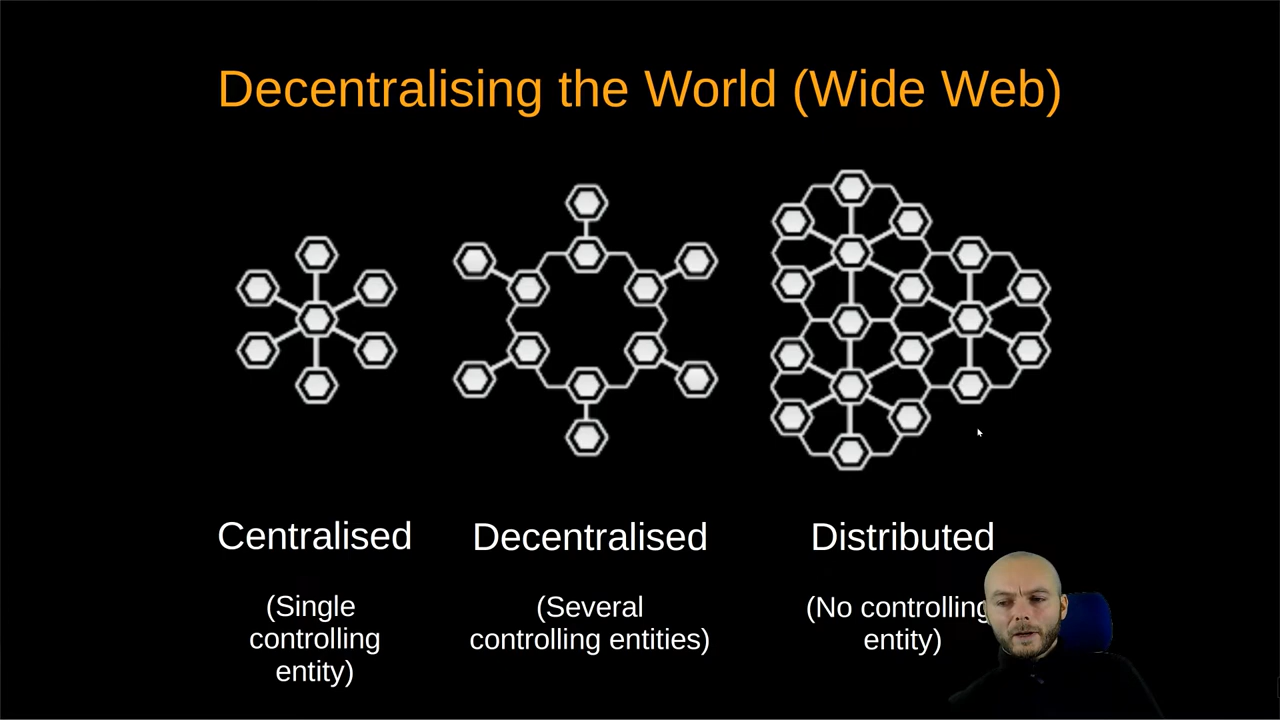 Decentralising the World (Wide Web)
Centralised
Decentralised
Distributed
(Single
controlling
entity)
(Several
controlling entities)
(No controlling
entity)